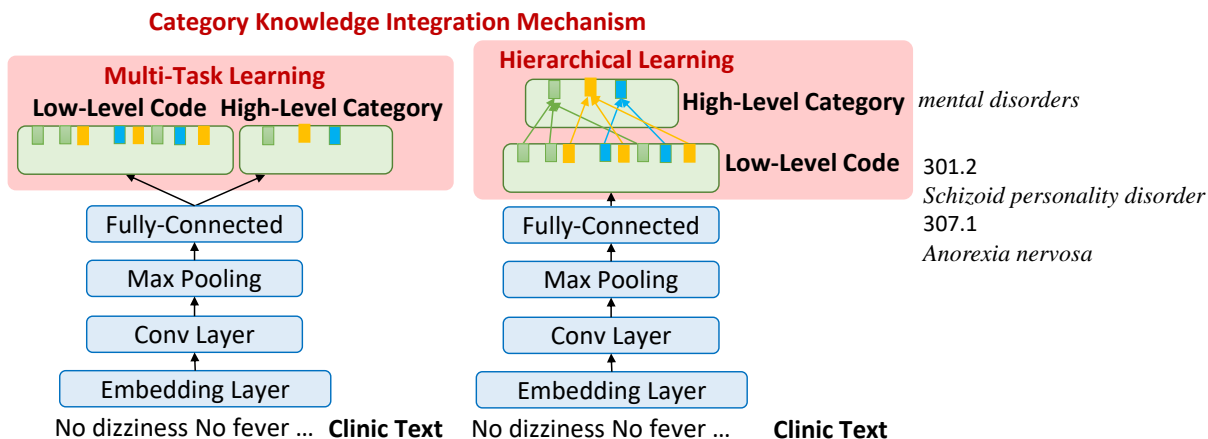 Category Knowledge Integration Mechanism
Multi-Task Learning
Low-Level Code High-Level Category
Fully-Connected
Max Pooling
Conv Layer
Embedding Layer
No dizziness No fever ... Clinic Text
Hierarchical Learning
High-Level Category mental disorders
Low-Level Code
301.2
Schizoid personality disorder
307.1
Anorexia nervosa
Fully-Connected
Max Pooling
Conv Layer
Embedding Layer
No dizziness No fever ... Clinic Text